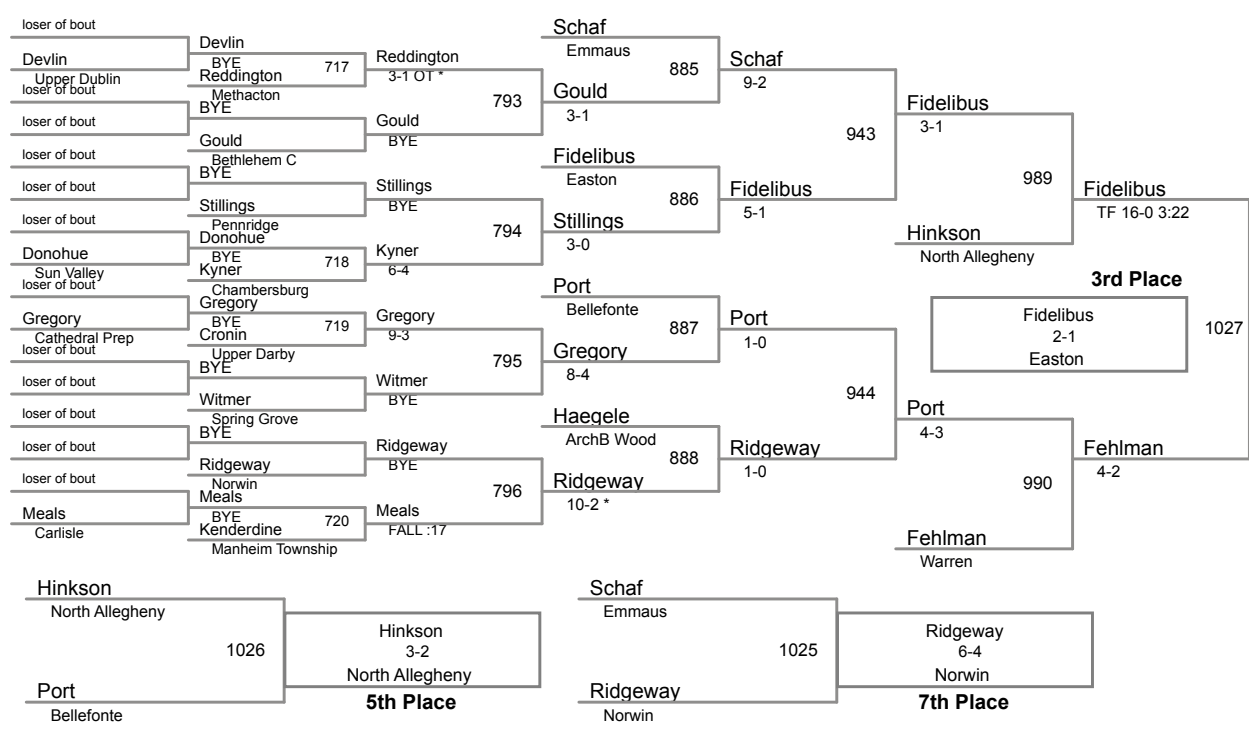 loser of bout
Devlin
Upper Dublin
loser of bout
loser of bout
loser of bout
loser of bout
loser of bout
Donohue
Sun Valley
loser of bout
Gregory
Cathedral Prep
loser of bout
loser of bout
loser of bout
loser of bout
loser of bout
Meals
Carlisle
Devlin
BYE
717
Reddington
Methacton
BYE
Gould
Bethlehem C
BYE
Stillings
Pennridge
Donohue
BYE
718
Kyner
Chambersburg
Gregory
BYE
719
Cronin
Upper Darby
BYE
Witmer
Spring Grove
BYE
Ridgeway
Norwin
Meals
BYE
720
Kenderdine
Manheim Township
Reddington
3-1 OT *
793
Gould
BYE
Stillings
BYE
794
Kyner
6-4
Gregory
9-3
795
Witmer
BYE
Ridgeway
BYE
796
Meals
FALL :17
Schaf
Emmaus
885
Gould
3-1
Fidelibus
Easton
886
Stillings
3-0
Port
Bellefonte
887
Gregory
8-4
Haegele
ArchB Wood
888
Ridgeway
10-2 *
Schaf
9-2
943
Fidelibus
5-1
Port
1-0
944
Ridgeway
1-0
Fidelibus
3-1
989
Hinkson
North Allegheny
Port
4-3
990
Fehlman
Warren
Fidelibus
TF 16-0 3:22
1027
Fehlman
4-2
3rd Place
Fidelibus
2-1
Easton
Hinkson
North Allegheny
1026
Port
Bellefonte
Hinkson
3-2
North Allegheny
5th Place
Schaf
Emmaus
1025
Ridgeway
Norwin
Ridgeway
6-4
Norwin
7th Place